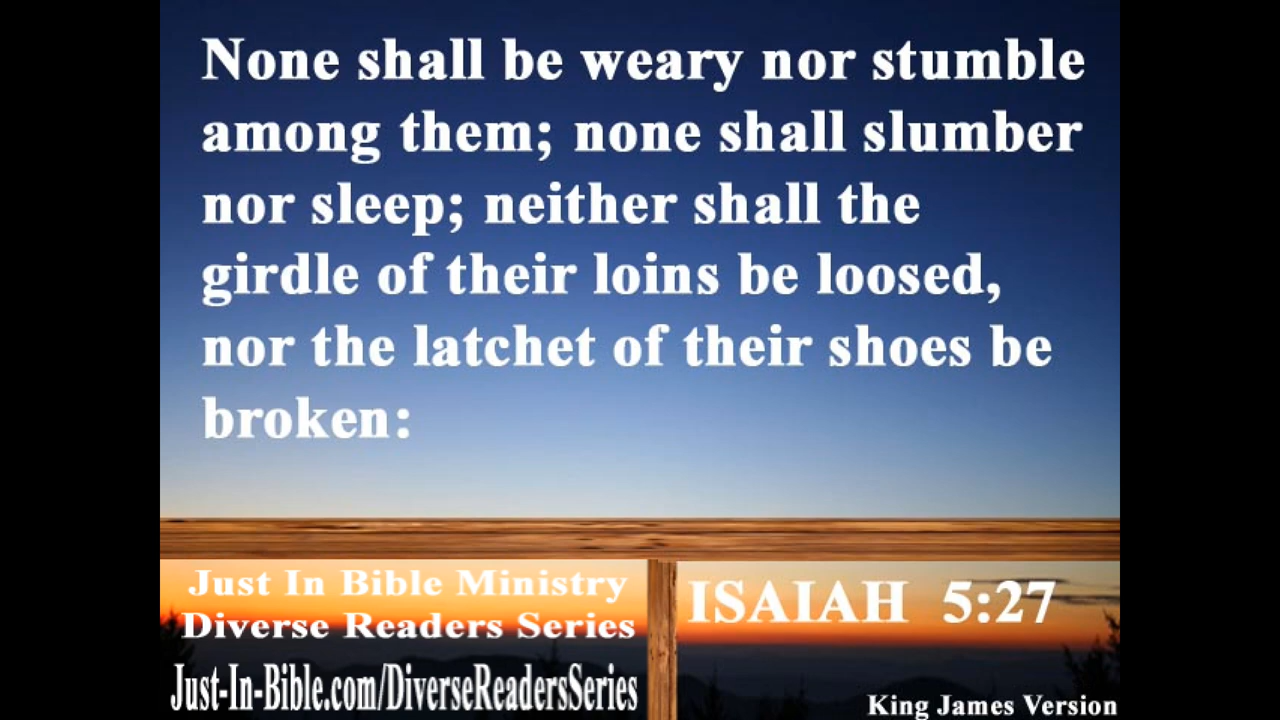 None shall be weary nor stumble
among them; none shall slumber
nor sleep; neither shall the
girdle of their loins be loosed,
nor the latchet of their shoes be
broken:
Just In Bible Ministry
Diverse Readers Series
Just-In-Bible.com/DiverseReadersSeries
ISAIAH 5:27
King James Version